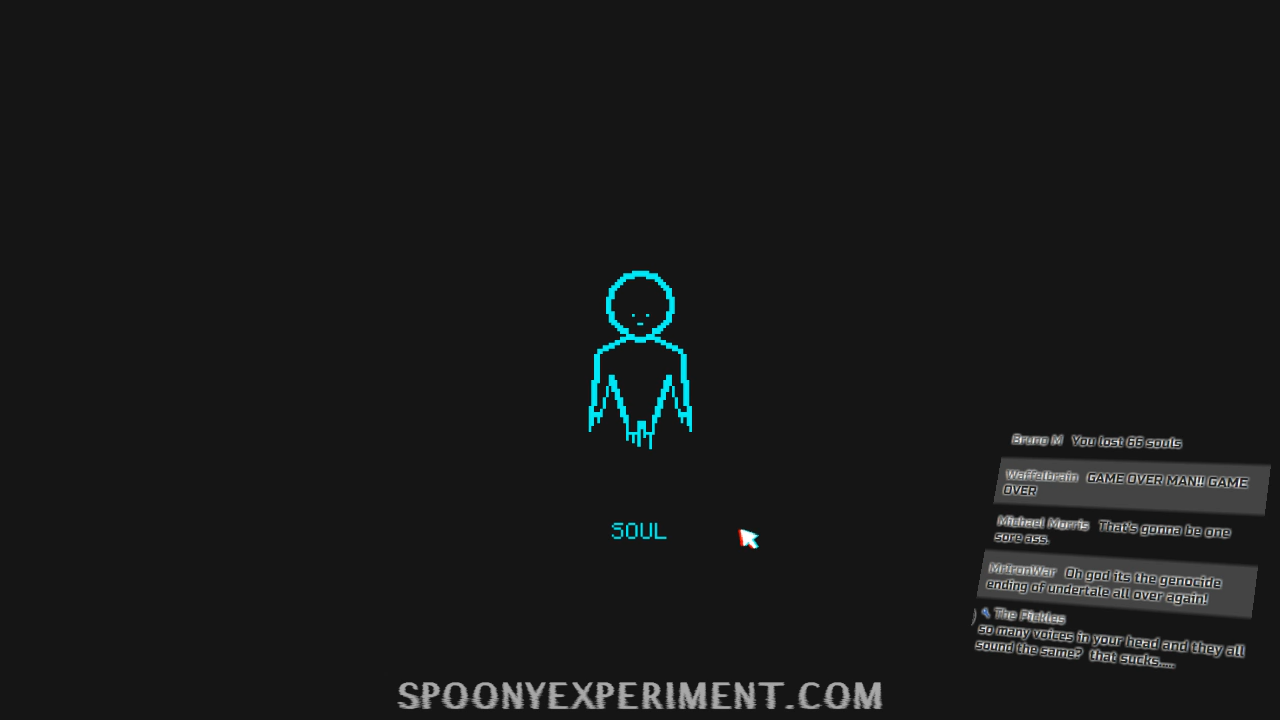 Bruno M You lost 66 souls
Waffelbrain GAME OVER MAN!! GAME
OVER
Michael Morris That's gonna be one
sore ass.
MrIronWar Oh god its the genocide
ending of undertale all over again!
The Pickles
so many voices in your head and they all
sound the same? that sucks.....
SOUL
SPOONYEXPERIMENT.COM